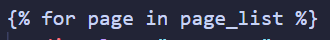 {% for page in page_list %}